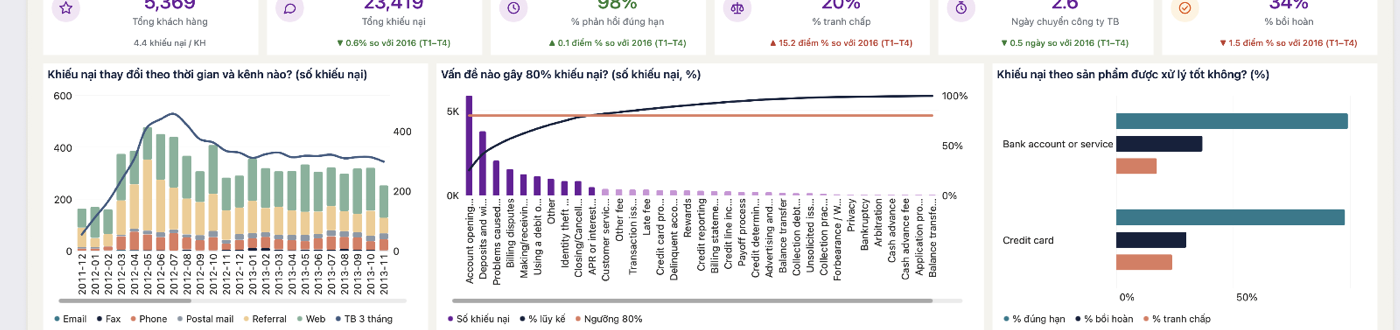 5,369
Tổng khách hàng
4.4 khiếu nại / KH
23,419
Tổng khiếu nại
▼ 0.6% so với 2016 (T1–T4)
98%
% phản hồi đúng hạn
▲ 0.1 điểm % so với 2016 (T1–T4)
20%
% tranh chấp
▲ 15.2 điểm % so với 2016 (T1–T4)
2.6
Ngày chuyển công ty TB
▼ 0.5 ngày so với 2016 (T1–T4)
34%
% bồi hoàn
▼ 1.5 điểm % so với 2016 (T1–T4)
Khiếu nại thay đổi theo thời gian và kênh nào? (số khiếu nại)
600
400
200
0
400
200
0
2011-12
2012-01
2012-02
2012-03
2012-04
2012-05
2012-06
2012-07
2012-08
2012-09
2012-10
2012-11
2012-12
2013-01
2013-02
2013-03
2013-04
2013-05
2013-06
2013-07
2013-08
2013-09
2013-10
2013-11
Email
Fax
Phone
Postal mail
Referral
Web
TB 3 tháng
Vấn đề nào gây 80% khiếu nại? (số khiếu nại, %)
5K
0K
100%
50%
0%
Account opening...
Deposits and wi...
Problems caused...
Billing disputes
Making/receivin...
Using a debit o...
Other
Identity theft ...
Closing/Cancell...
APR or interest...
Customer servic...
Other fee
Transaction iss...
Late fee
Credit card pro...
Delinquent acco...
Rewards
Credit reporting
Billing stateme...
Credit line inc...
Payoff process
Credit determin...
Advertising and...
Balance transfer
Collection debt...
Unsolicited iss...
Collection prac...
Forbearance / W...
Privacy
Bankruptcy
Arbitration
Cash advance
Cash advance fee
Application pro...
Balance transfe...
Số khiếu nại
% lũy kế
Ngưỡng 80%
Khiếu nại theo sản phẩm được xử lý tốt không? (%)
Bank account or service
Credit card
0%
50%
% đúng hạn
% bồi hoàn
% tranh chấp